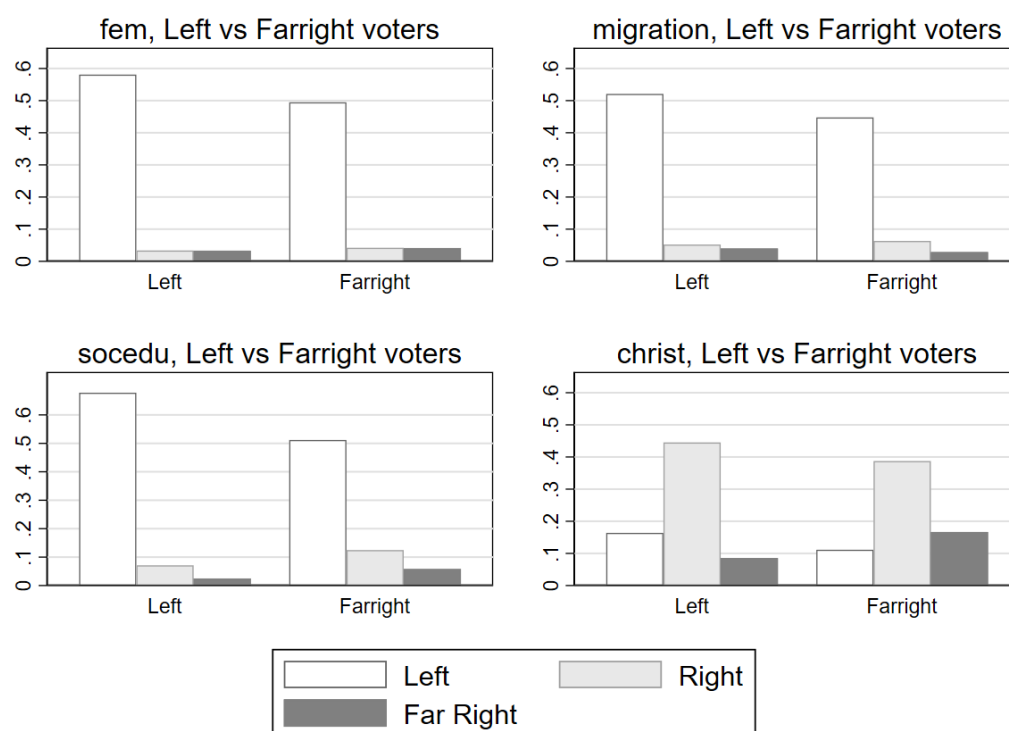 fem, Left vs Farright voters
.6
.5
.4
.3
.2
.1
0
Left Farright
migration, Left vs Farright voters
.6
.5
.4
.3
.2
.1
0
Left Farright
socedu, Left vs Farright voters
.6
.5
.4
.3
.2
.1
0
Left Farright
christ, Left vs Farright voters
.6
.5
.4
.3
.2
.1
0
Left Farright
Left Right
Far Right